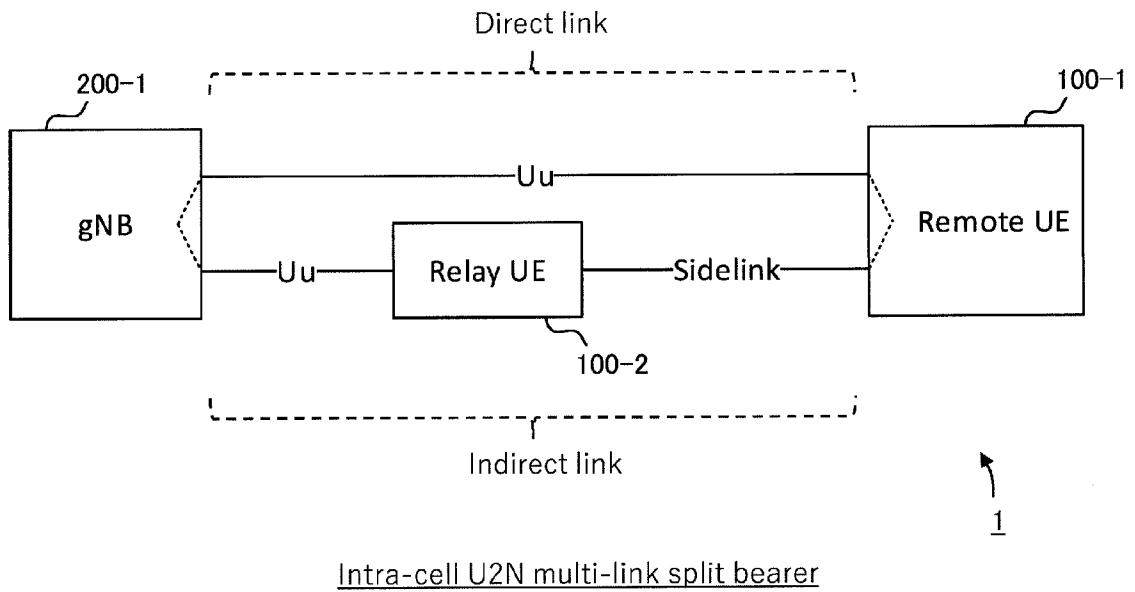 Direct link
200-1
100-1
Uu
gNB
Remote UE
Uu
Relay UE
Sidelink
100-2
Indirect link
1
Intra-cell U2N multi-link split bearer